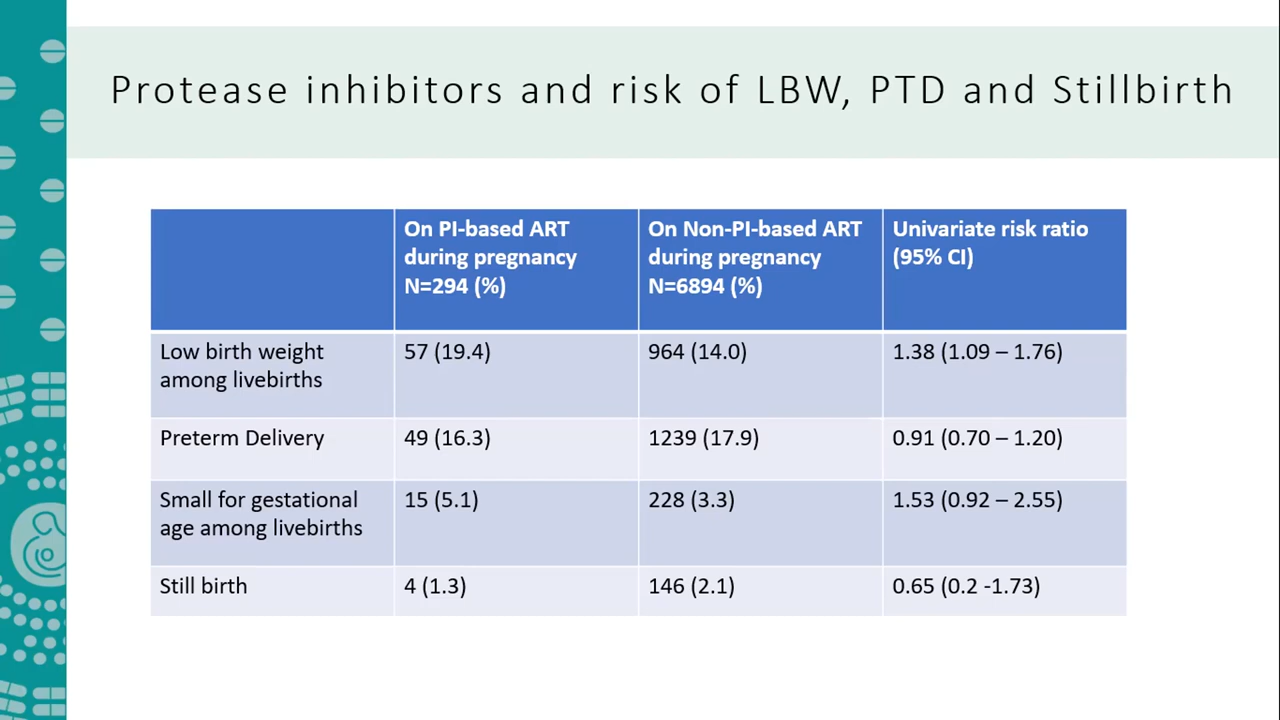 Protease inhibitors and risk of LBW, PTD and Stillbirth
On PI-based ART
during pregnancy
N=294 (%)
On Non-PI-based ART
during pregnancy
N=6894 (%)
Univariate risk ratio
(95% CI)
Low birth weight
among livebirths
57 (19.4)
964 (14.0)
1.38 (1.09 – 1.76)
Preterm Delivery
49 (16.3)
1239 (17.9)
0.91 (0.70 – 1.20)
Small for gestational
age among livebirths
15 (5.1)
228 (3.3)
1.53 (0.92 – 2.55)
Still birth
4 (1.3)
146 (2.1)
0.65 (0.2 -1.73)